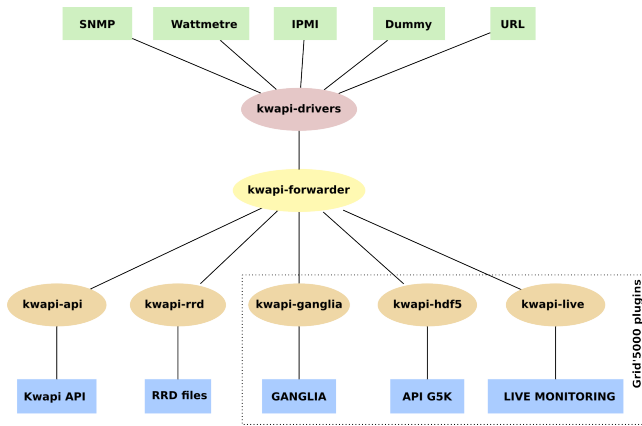 SNMP
Wattmetre
IPMI
Dummy
URL
kwapi-drivers
kwapi-forwarder
kwapi-api
kwapi-rrd
kwapi-ganglia
kwapi-hdf5
kwapi-live
Grid'5000 plugins
Kwapi API
RRD files
GANGLIA
API G5K
LIVE MONITORING